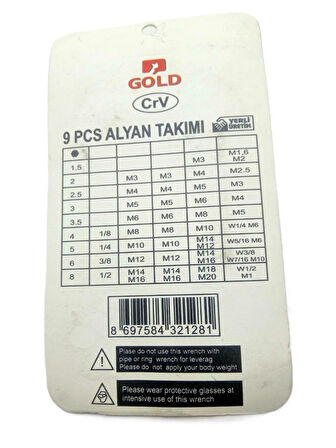 GOLD
CrV
9 PCS ALYAN TAKIMI YERLİ ÜRETİM
M1,6
1.5 M3 M2
2 M3 M4 M4 M2.5
2.5 M4 M5 M5 M3
3 M5 M6 M6 M4
3.5 M6 M6 M8 M5
4 1/8 M8 M8 M10 W1/4 M6
5 1/4 M10 M10 M14 M12 W5/16 M6
6 3/8 M12 M12 M14 M16 W3/8 W7/16 M10
8 1/2 M14 M16 M14 M16 M18 M20 W1/2 M1
8 697584 321281
Plase do not use this wrench with
pipe or ring wrench for leverag
Please do not apply your body weight
Please wear protective glasses at
intensive use of this wrench.